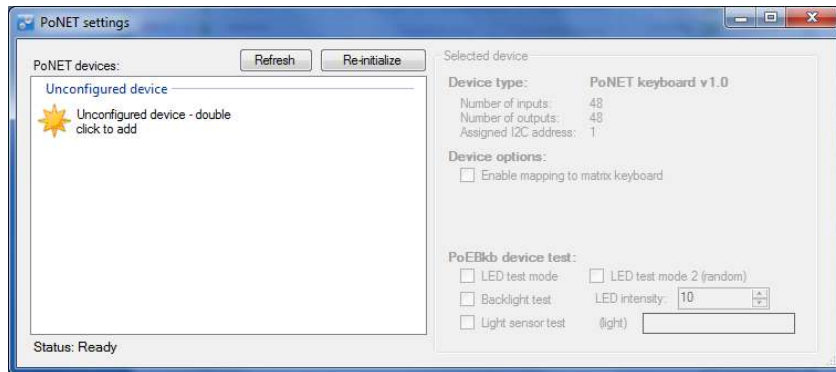 PoNET settings
PoNET devices:
Refresh
Re-initialize
Unconfigured device
Unconfigured device - double
click to add
Status: Ready
Selected device
Device type: PoNET keyboard v1.0
Number of inputs: 48
Number of outputs: 48
Assigned I2C address: 1
Device options:
Enable mapping to matrix keyboard
PoEBkb device test:
LED test mode
LED test mode 2 (random)
Backlight test
LED intensity: 10
Light sensor test
(light)